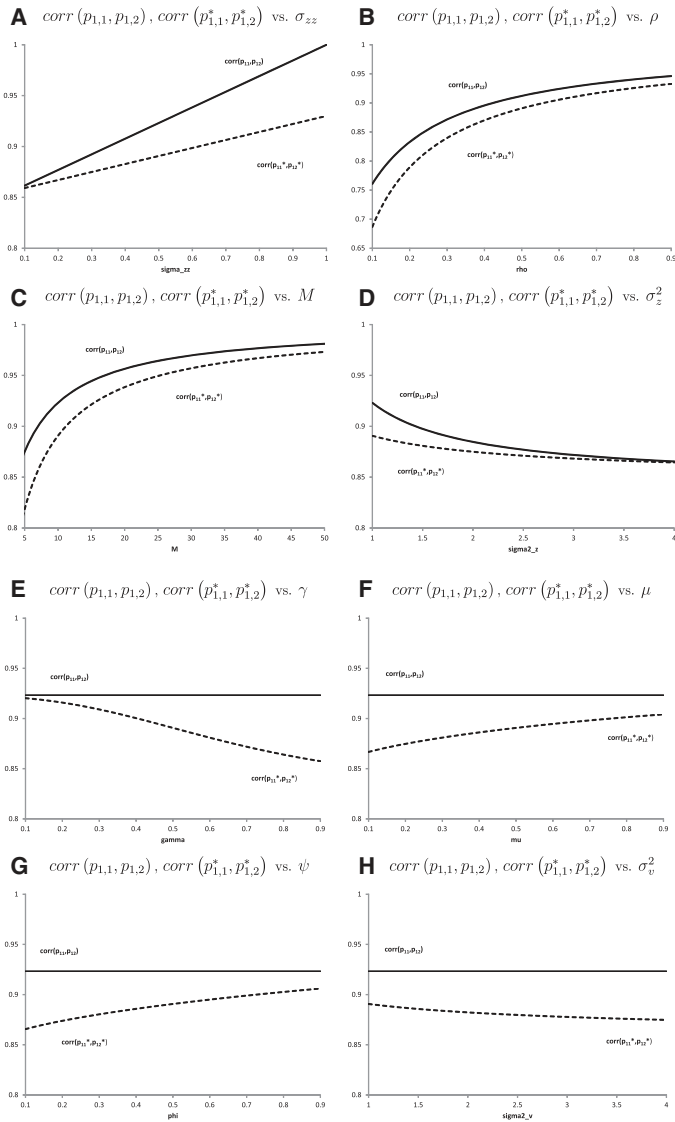 A corr (p1,1, p1,2) , corr (p*1,1, p*1,2) vs. σzz
1
0.95
0.9
0.85
0.8
corr(p11,p12)
corr(p11*,p12*)
0.1 0.2 0.3 0.4 0.5 0.6 0.7 0.8 0.9 1
sigma_zz
B corr (p1,1, p1,2) , corr (p*1,1, p*1,2) vs. ρ
1
0.95
0.9
0.85
0.8
0.75
0.7
0.65
corr(p11,p12)
corr(p11*,p12*)
0.1 0.2 0.3 0.4 0.5 0.6 0.7 0.8 0.9
rho
C corr (p1,1, p1,2) , corr (p*1,1, p*1,2) vs. M
1
0.95
0.9
0.85
0.8
corr(p11,p12)
corr(p11*,p12*)
5 10 15 20 25 30 35 40 45 50
M
D corr (p1,1, p1,2) , corr (p*1,1, p*1,2) vs. σ²z
1
0.95
0.9
0.85
0.8
corr(p11,p12)
corr(p11*,p12*)
1 1.5 2 2.5 3 3.5 4
sigma2_z
E corr (p1,1, p1,2) , corr (p*1,1, p*1,2) vs. γ
1
0.95
0.9
0.85
0.8
corr(p11,p12)
corr(p11*,p12*)
0.1 0.2 0.3 0.4 0.5 0.6 0.7 0.8 0.9
gamma
F corr (p1,1, p1,2) , corr (p*1,1, p*1,2) vs. μ
1
0.95
0.9
0.85
0.8
corr(p11,p12)
corr(p11*,p12*)
0.1 0.2 0.3 0.4 0.5 0.6 0.7 0.8 0.9
mu
G corr (p1,1, p1,2) , corr (p*1,1, p*1,2) vs. ψ
1
0.95
0.9
0.85
0.8
corr(p11,p12)
corr(p11*,p12*)
0.1 0.2 0.3 0.4 0.5 0.6 0.7 0.8 0.9
phi
H corr (p1,1, p1,2) , corr (p*1,1, p*1,2) vs. σ²v
1
0.95
0.9
0.85
0.8
corr(p11,p12)
corr(p11*,p12*)
1 1.5 2 2.5 3 3.5 4
sigma2_v